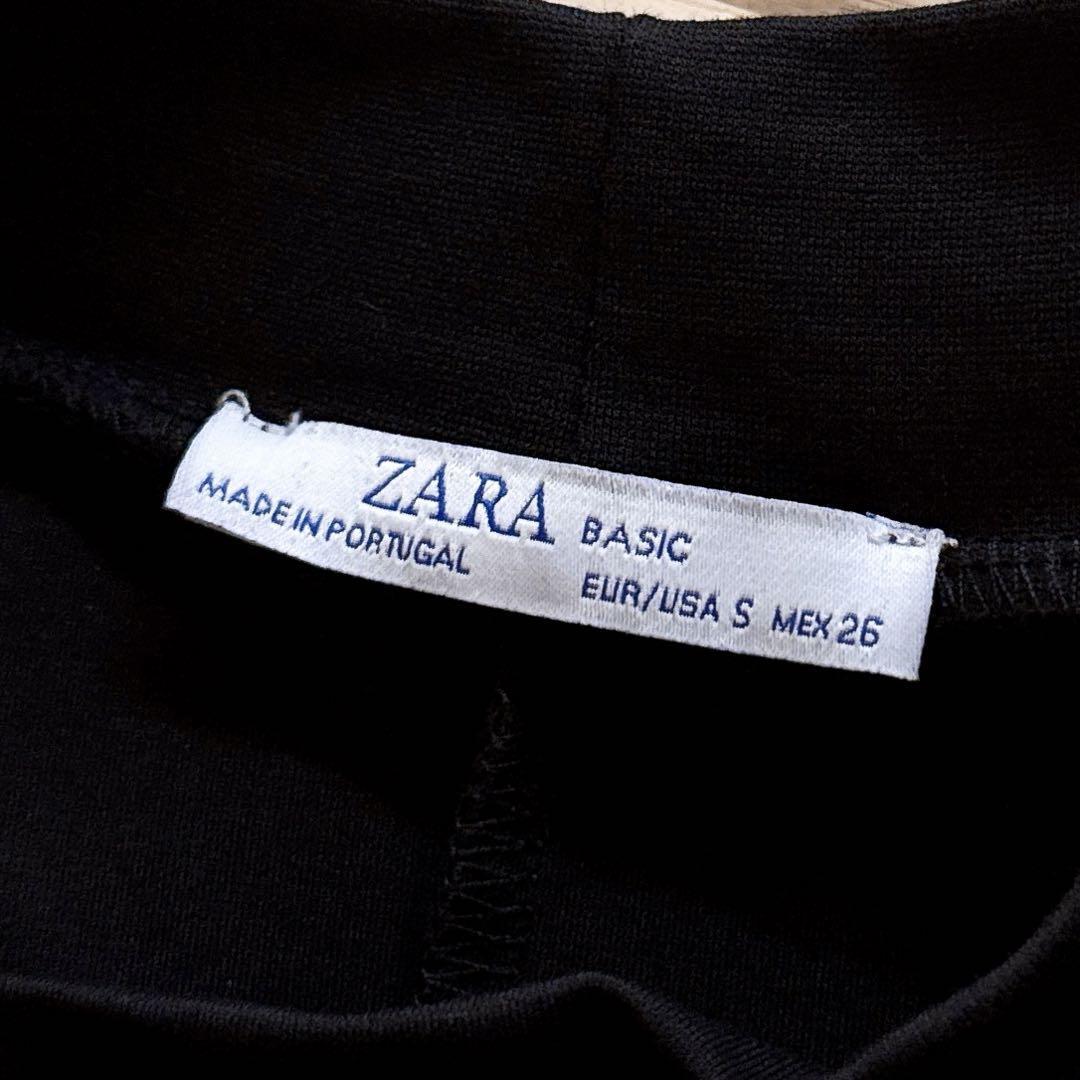 ZARA BASIC
MADE IN PORTUGAL
EUR/USA S MEX 26